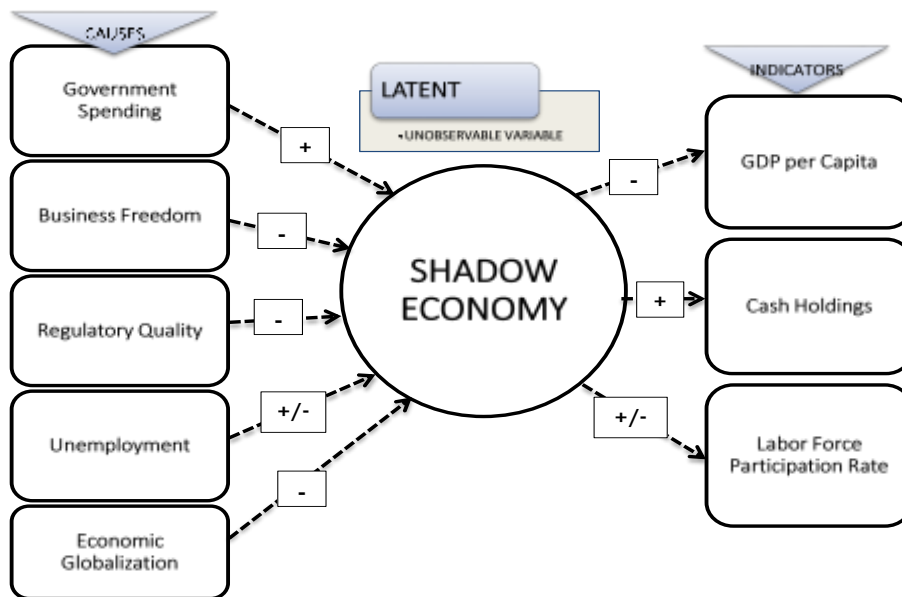 CAUSES
Government
Spending
+
Business Freedom
-
Regulatory Quality
-
Unemployment
+/-
Economic
Globalization
-
LATENT
•UNOBSERVABLE VARIABLE
SHADOW
ECONOMY
INDICATORS
-
GDP per Capita
+
Cash Holdings
+/-
Labor Force
Participation Rate